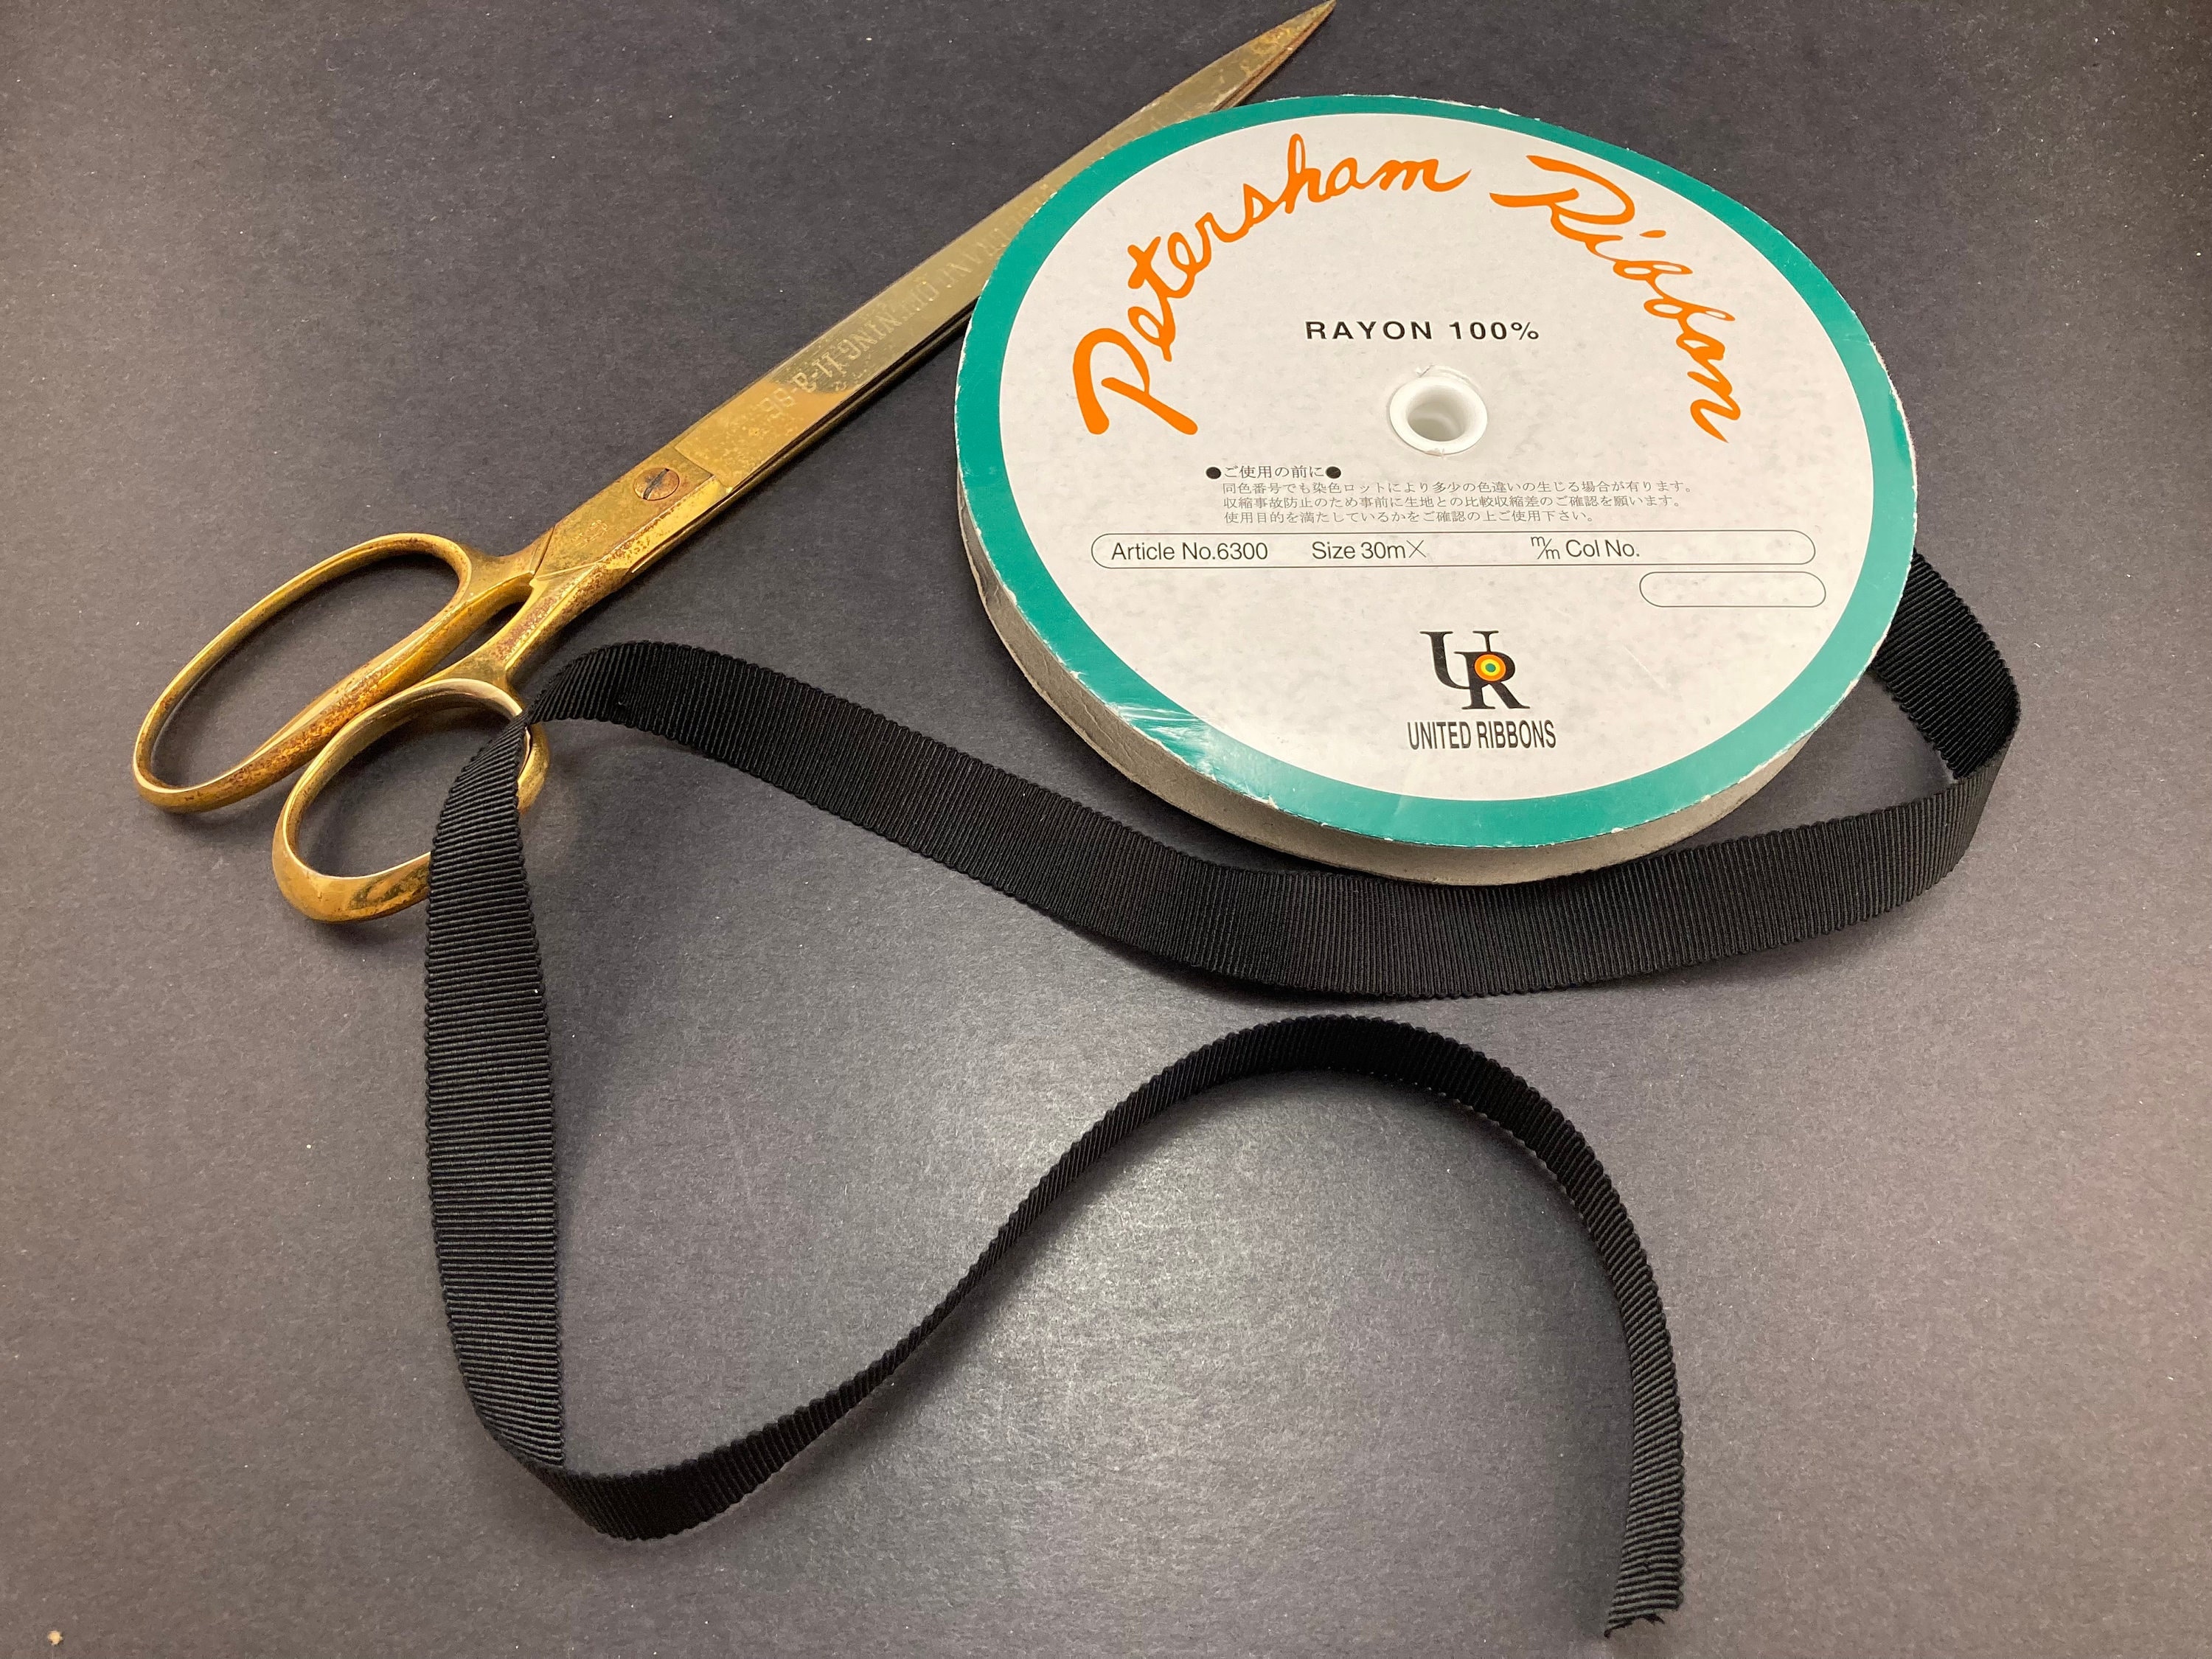 Petersham Ribbon
RAYON 100%
●ご使用の前に●
同色番号でも染色ロットにより多少の色違いの生じる場合が有ります。
収縮事故防止のため事前に生地との比較収縮差のご確認を願います。
使用目的を満たしているかをご確認の上ご使用下さい。
Article No.6300 Size 30m× m/m Col No.
UR
UNITED RIBBONS
OPENING 11-8-86